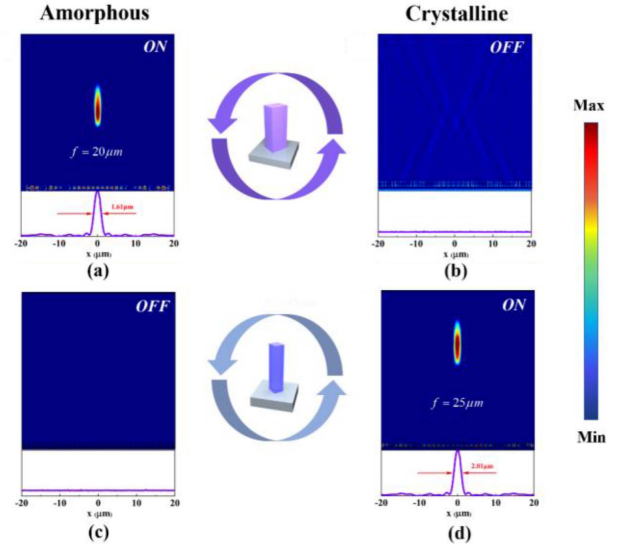 Amorphous
Crystalline
ON
f = 20μm
1.61μm
-20 -10 0 10 20
x (μm)
(a)
OFF
-20 -10 0 10 20
x (μm)
(b)
Max
Min
OFF
-20 -10 0 10 20
x (μm)
(c)
ON
f = 25μm
2.01μm
-20 -10 0 10 20
x (μm)
(d)